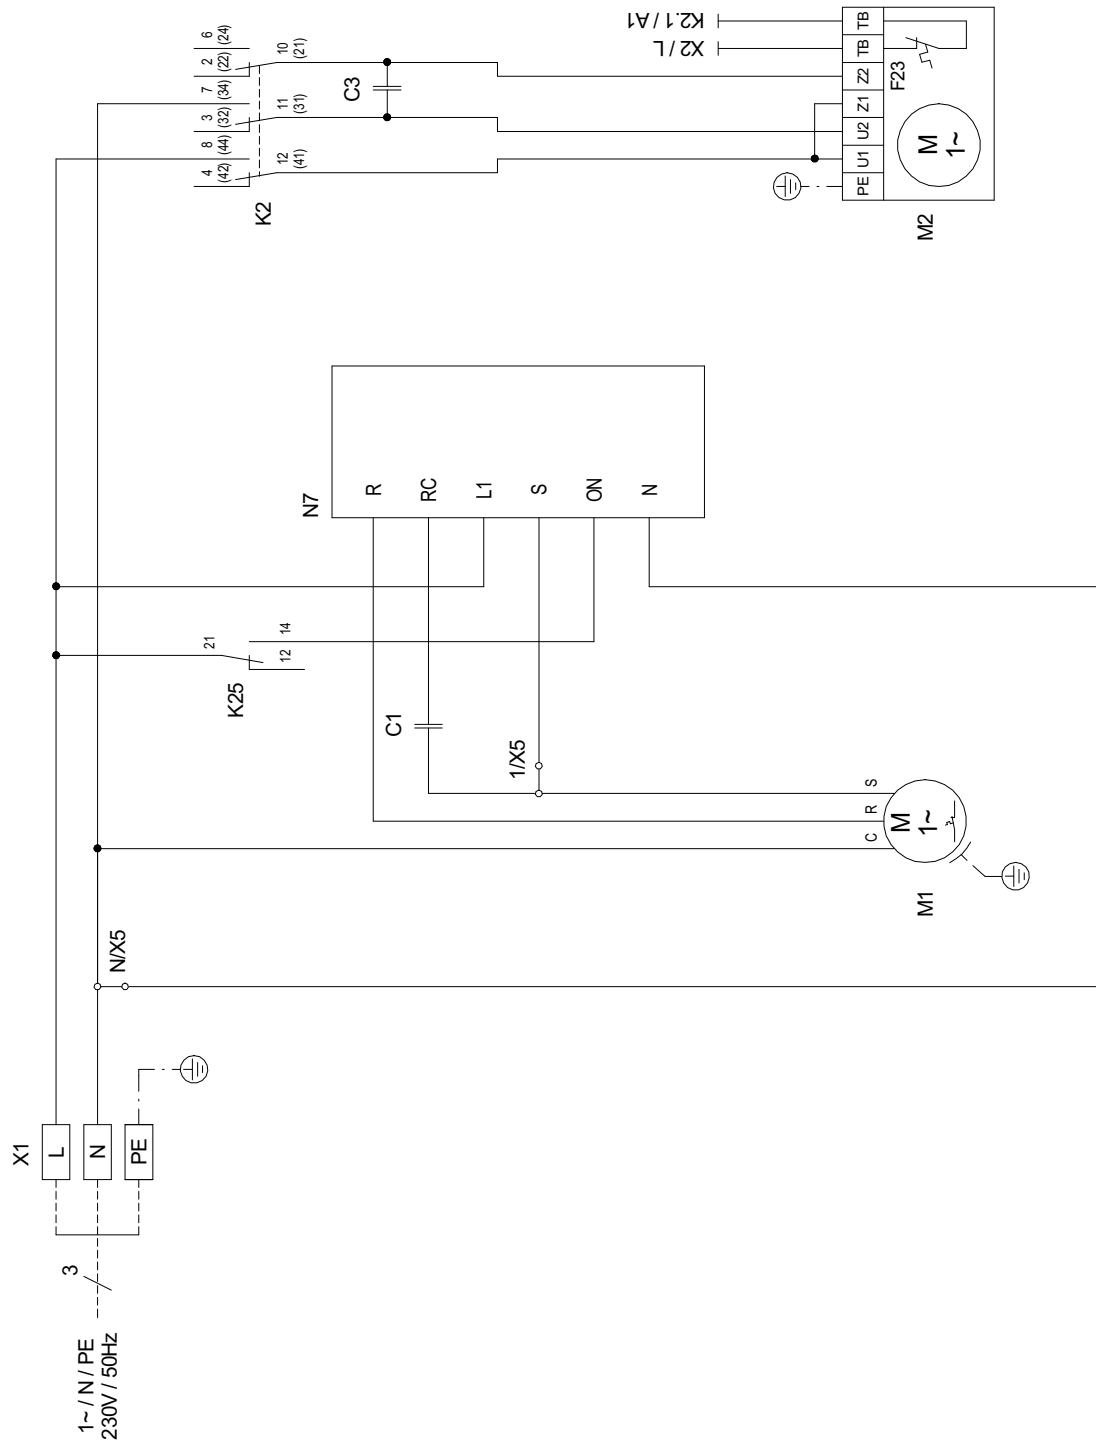 1~ / N / PE
230V / 50Hz
3
X1
L
N
PE
N/X5
K25
21
12
14
C1
1/X5
N7
R
RC
L1
S
ON
N
C
R
S
M
1~
M1
K2
4
(42)
8
(44)
3
(32)
7
(34)
2
(22)
6
(24)
12
(41)
11
(31)
10
(21)
C3
K2.1 / A1
X2 / L
PE
U1
U2
Z1
Z2
TB
TB
F23
M
1~
M2